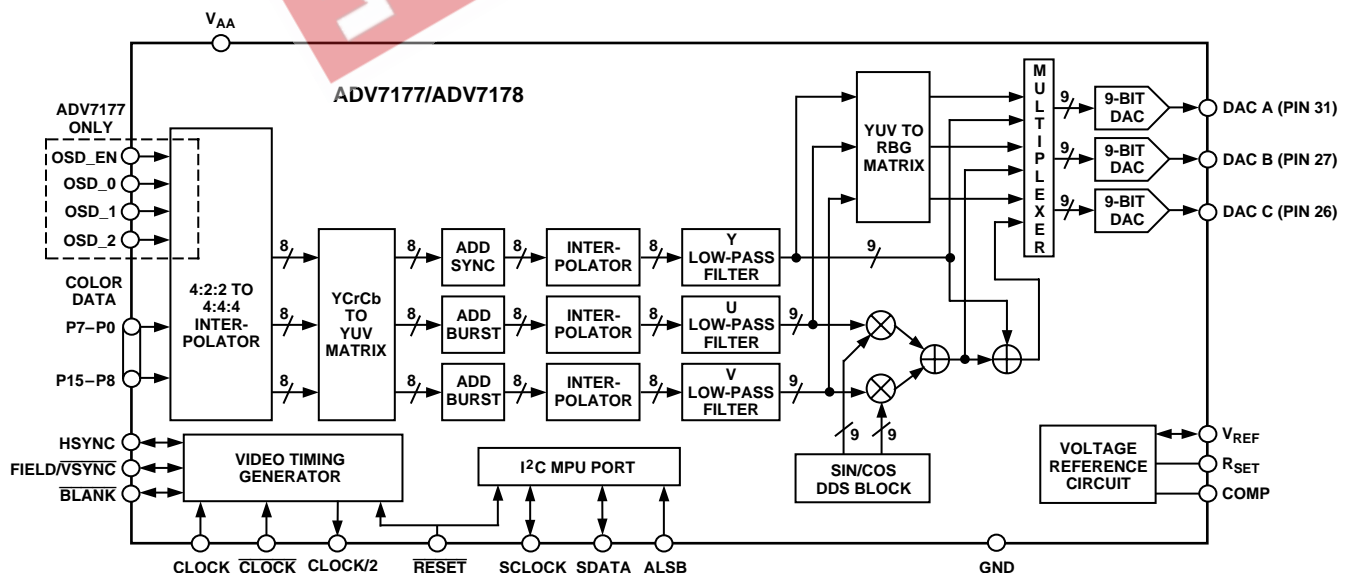 VAA
ADV7177/ADV7178
ADV7177
ONLY
OSD_EN
OSD_0
OSD_1
OSD_2
COLOR
DATA
P7–P0
P15–P8
4:2:2 TO
4:4:4
INTER-
POLATOR
8
8
8
YCrCb
TO
YUV
MATRIX
8
8
8
ADD
SYNC
8
INTER-
POLATOR
8
Y
LOW-PASS
FILTER
9
ADD
BURST
8
INTER-
POLATOR
8
U
LOW-PASS
FILTER
9
ADD
BURST
8
INTER-
POLATOR
8
V
LOW-PASS
FILTER
9
YUV TO
RBG
MATRIX
MULTIPLEXER
9
9-BIT
DAC
DAC A (PIN 31)
9
9-BIT
DAC
DAC B (PIN 27)
9
9-BIT
DAC
DAC C (PIN 26)
9
9
SIN/COS
DDS BLOCK
HSYNC
FIELD/VSYNC
BLANK
VIDEO TIMING
GENERATOR
I2C MPU PORT
VOLTAGE
REFERENCE
CIRCUIT
VREF
RSET
COMP
CLOCK
CLOCK
CLOCK/2
RESET
SCLOCK
SDATA
ALSB
GND